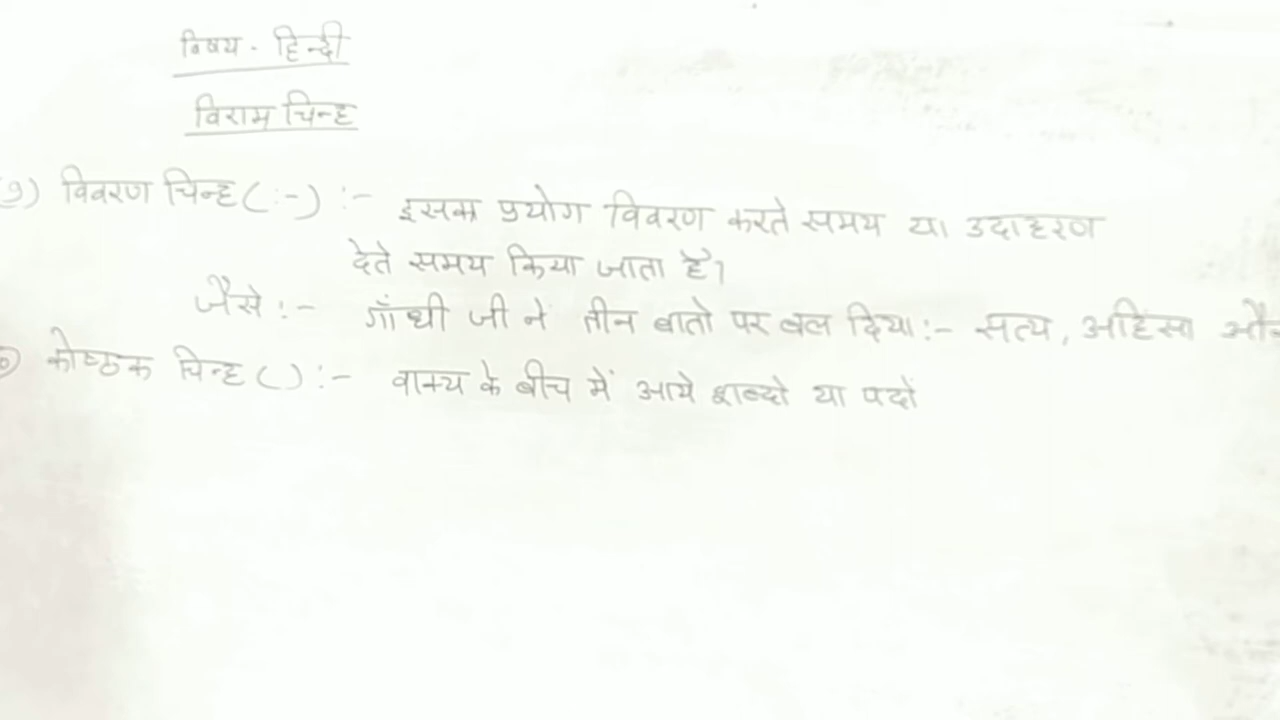 विषय - हिन्दी
विराम चिन्ह
9) विवरण चिन्ह (:-) :- इसका प्रयोग विवरण करते समय या उदाहरण
देते समय किया जाता है।
जैसे :- गाँधी जी ने तीन बातो पर बल दिया:- सत्य, अहिंसा
कोष्ठक चिन्ह ( ) :- वाक्य के बीच में आये शब्दो या पदों